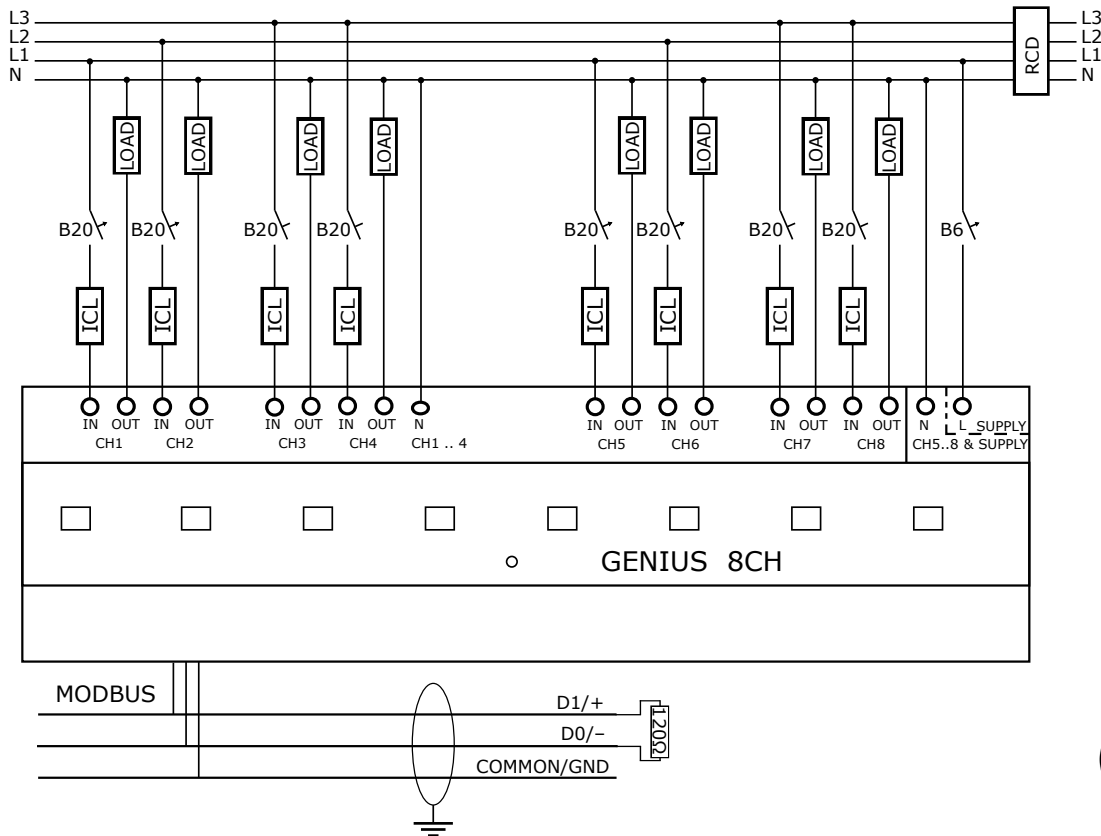 L3 L3
L2 L2
L1 L1
N N
RCD
LOAD LOAD LOAD LOAD LOAD LOAD LOAD LOAD
B20 B20 B20 B20 B20 B20 B20 B20 B6
ICL ICL ICL ICL ICL ICL ICL ICL
IN OUT IN OUT IN OUT IN OUT N IN OUT IN OUT IN OUT IN OUT N L SUPPLY
CH1 CH2 CH3 CH4 CH1 .. 4 CH5 CH6 CH7 CH8 CH5..8 & SUPPLY
GENIUS 8CH
MODBUS
D1/+
D0/–
120Ω
COMMON/GND